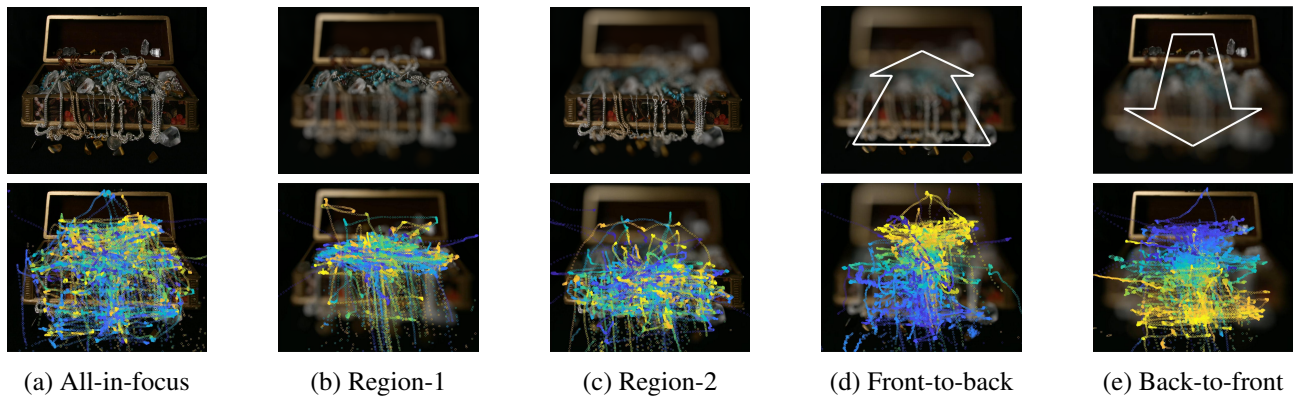 (a) All-in-focus
(b) Region-1
(c) Region-2
(d) Front-to-back
(e) Back-to-front